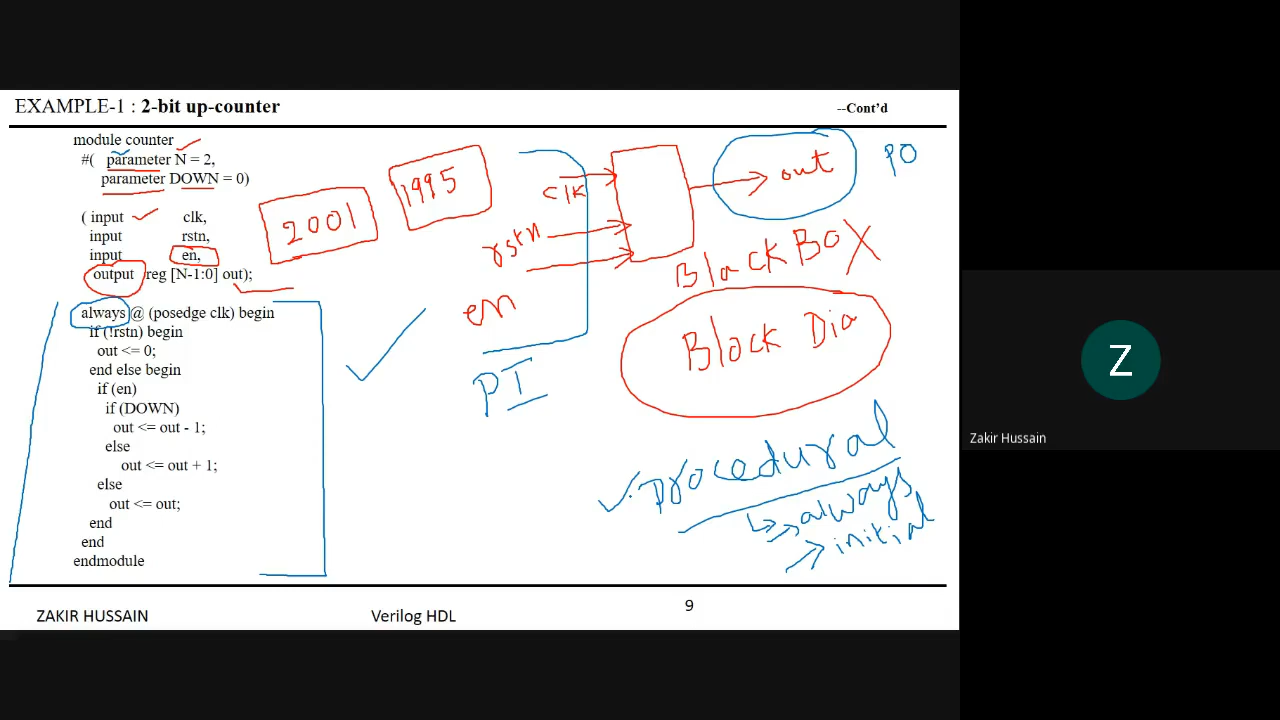 EXAMPLE-1 : 2-bit up-counter
--Cont'd
module counter
#( parameter N = 2,
parameter DOWN = 0)
( input clk,
input rstn,
input en,
output reg [N-1:0] out);
always @ (posedge clk) begin
if (!rstn) begin
out <= 0;
end else begin
if (en)
if (DOWN)
out <= out - 1;
else
out <= out + 1;
else
out <= out;
end
end
endmodule
2001
1995
clk
rstn
en
PI
out
PO
Black Box
Block Dia
Procedural
always
initial
ZAKIR HUSSAIN
Verilog HDL
9
Z
Zakir Hussain